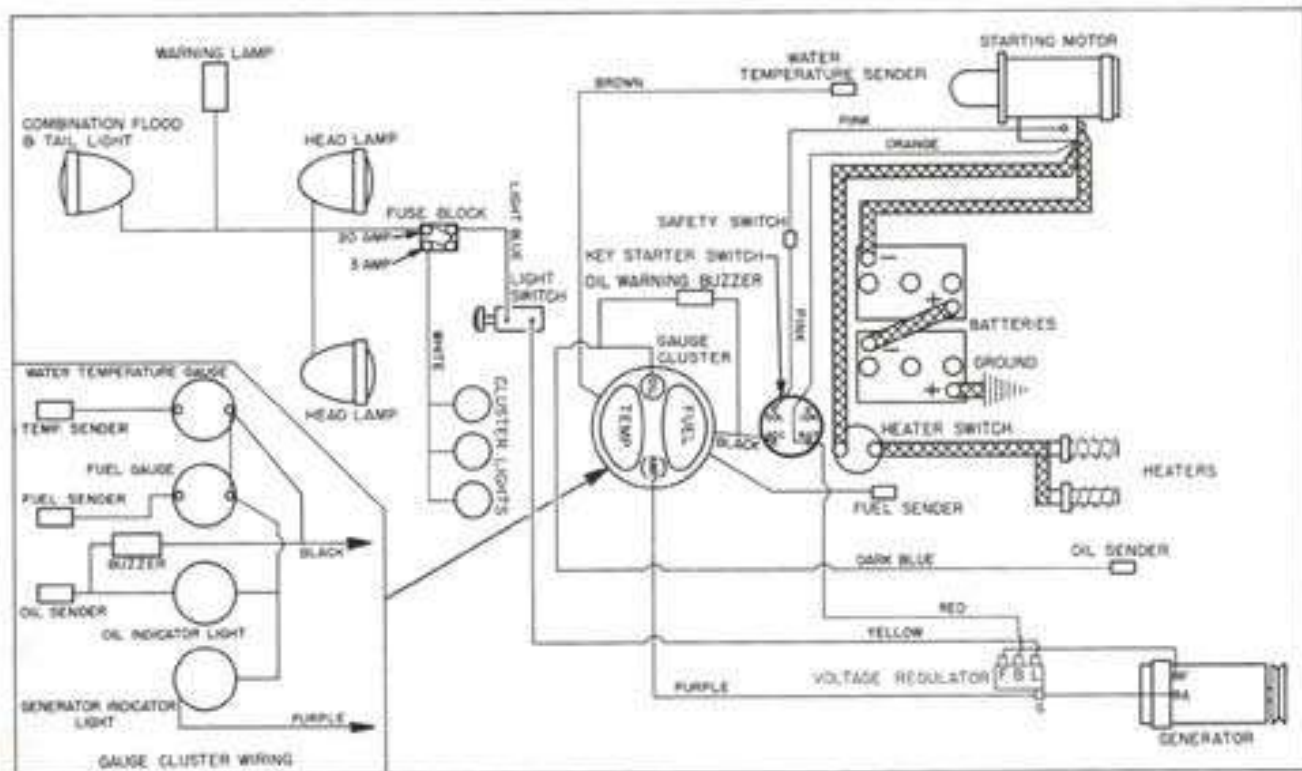 WARNING LAMP
COMBINATION FLOOD
& TAIL LIGHT
HEAD LAMP
FUSE BLOCK
20 AMP
3 AMP
LIGHT BLUE
LIGHT
SWITCH
WHITE
CLUSTER LIGHTS
HEAD LAMP
BROWN
WATER
TEMPERATURE SENDER
STARTING MOTOR
PINK
ORANGE
SAFETY SWITCH
KEY STARTER SWITCH
OIL WARNING BUZZER
PINK
GAUGE
CLUSTER
TEMP
OIL
FUEL
BLACK
BATTERIES
-
+
-
+
GROUND
HEATER SWITCH
HEATERS
FUEL SENDER
DARK BLUE
OIL SENDER
RED
YELLOW
VOLTAGE REGULATOR
F B L
PURPLE
A
GENERATOR
WATER TEMPERATURE GAUGE
TEMP. SENDER
FUEL GAUGE
FUEL SENDER
BUZZER
BLACK
OIL SENDER
OIL INDICATOR LIGHT
GENERATOR INDICATOR
LIGHT
PURPLE
GAUGE CLUSTER WIRING